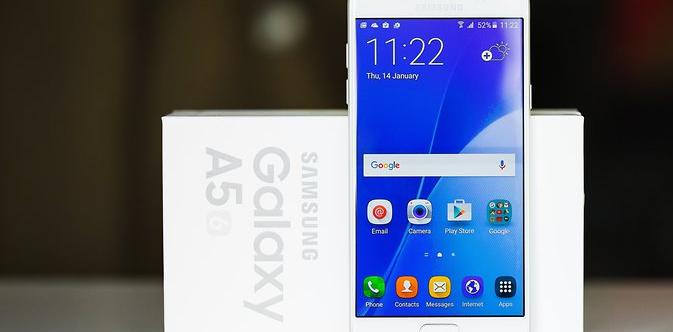 SAMSUNG
52% 11:22
11:22
Thu, 14 January
Google
Email Camera Play Store Google
Phone Contacts Messages Internet Apps
SAMSUNG
Galaxy
A5 6